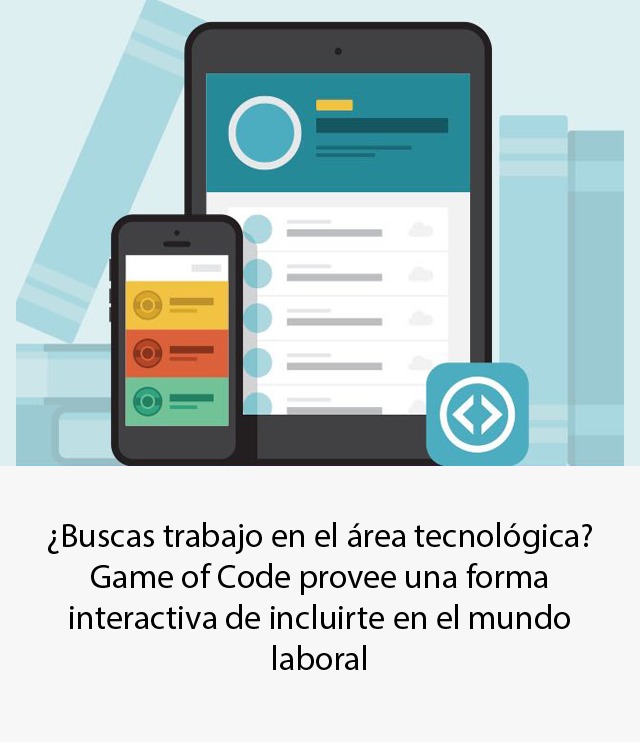 ¿Buscas trabajo en el área tecnológica?
Game of Code provee una forma
interactiva de incluirte en el mundo
laboral